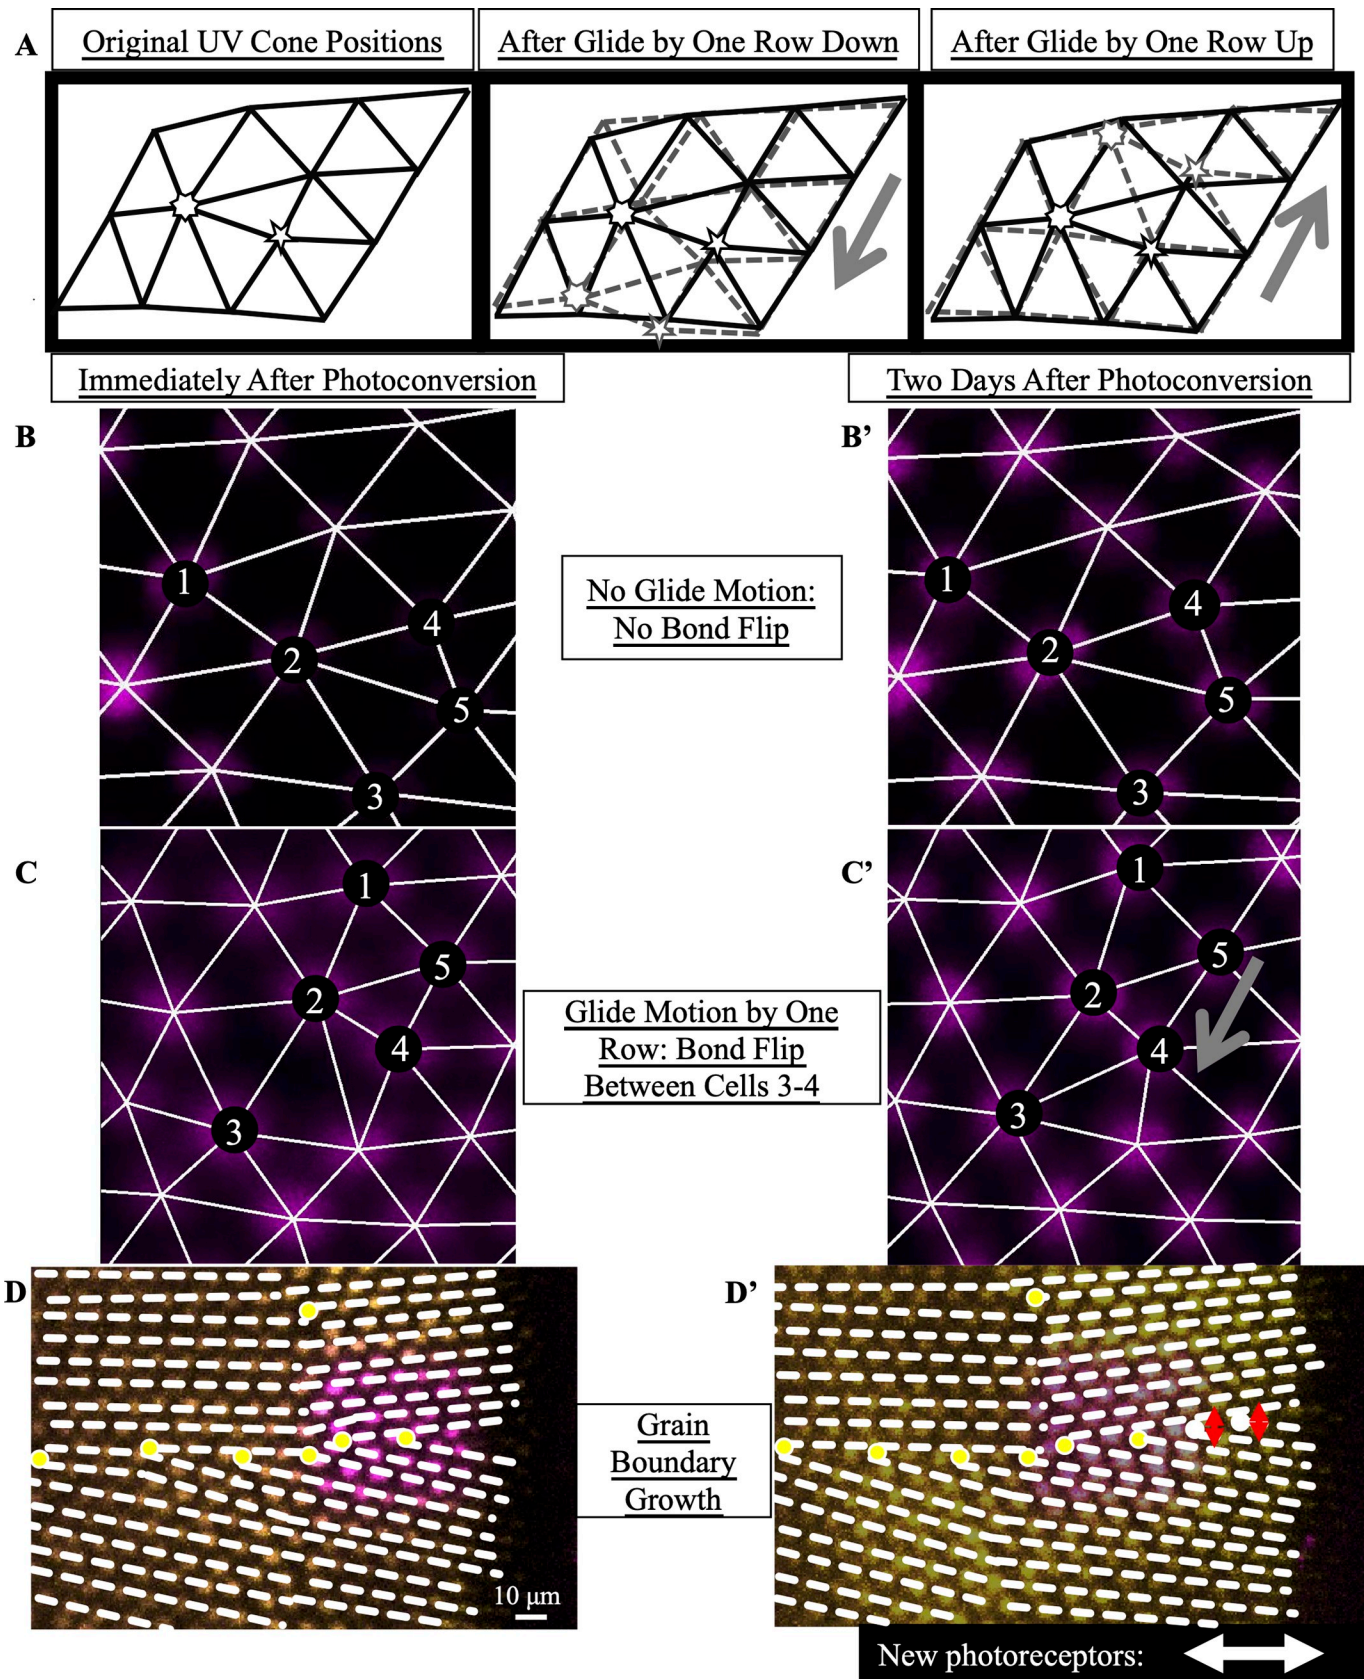 A
Original UV Cone Positions
After Glide by One Row Down
After Glide by One Row Up
Immediately After Photoconversion
Two Days After Photoconversion
B
1
2
3
4
5
No Glide Motion:
No Bond Flip
B’
1
2
3
4
5
C
1
2
3
4
5
Glide Motion by One
Row: Bond Flip
Between Cells 3-4
C’
1
2
3
4
5
D
10 μm
Grain
Boundary
Growth
D’
New photoreceptors: